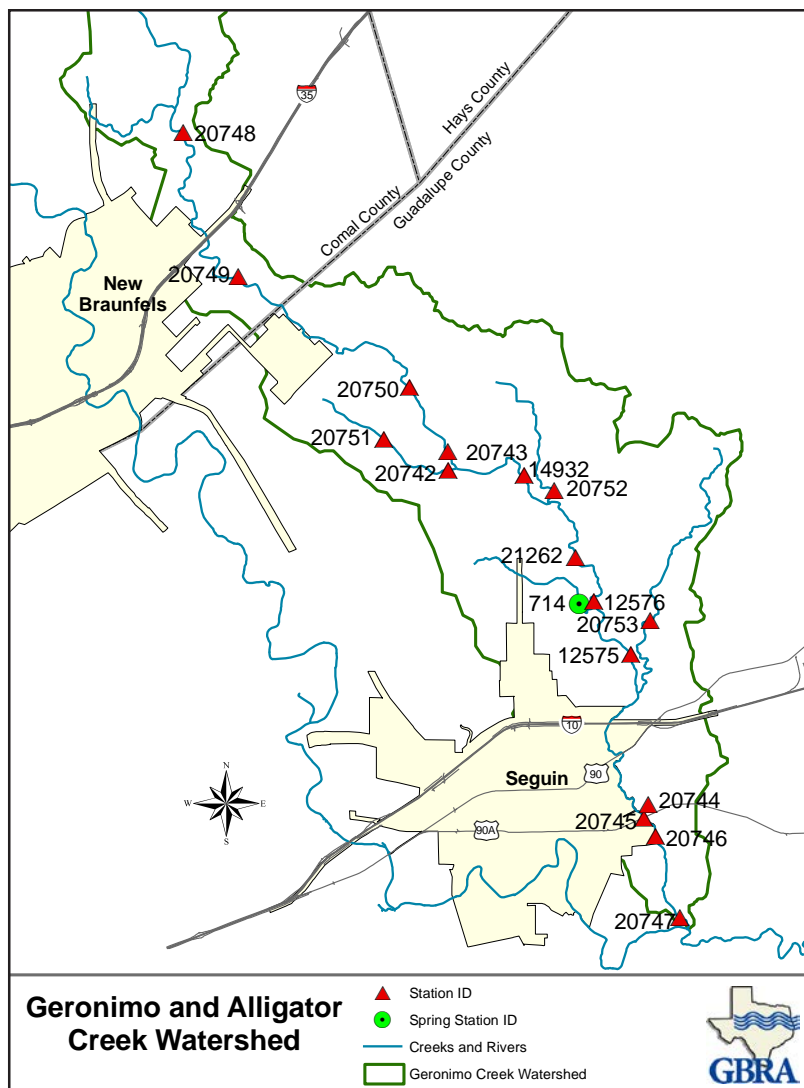 35
20748
Hays County
Comal County
Guadalupe County
New
Braunfels
20749
20750
20751
20743
20742
14932
20752
21262
714
12576
20753
12575
10
Seguin
90
90A
N
W
E
S
20744
20745
20746
20747
Geronimo and Alligator
Creek Watershed
Station ID
Spring Station ID
Creeks and Rivers
Geronimo Creek Watershed
GBRA